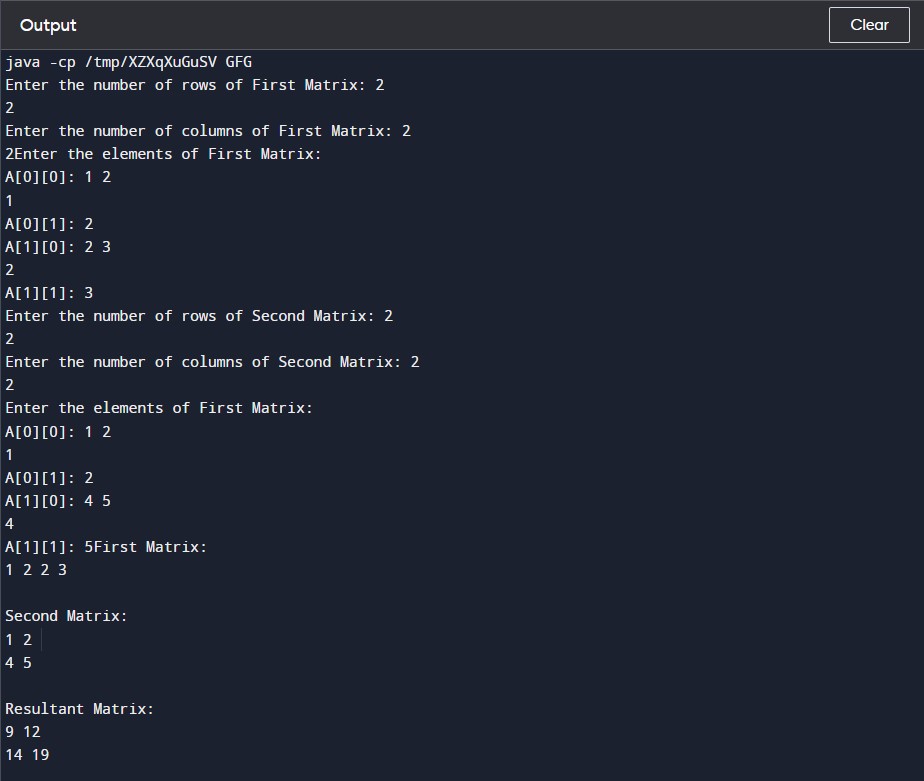 Output
Clear
java -cp /tmp/XZXqXuGuSV GFG
Enter the number of rows of First Matrix: 2
2
Enter the number of columns of First Matrix: 2
2Enter the elements of First Matrix:
A[0][0]: 1 2
1
A[0][1]: 2
A[1][0]: 2 3
2
A[1][1]: 3
Enter the number of rows of Second Matrix: 2
2
Enter the number of columns of Second Matrix: 2
2
Enter the elements of First Matrix:
A[0][0]: 1 2
1
A[0][1]: 2
A[1][0]: 4 5
4
A[1][1]: 5First Matrix:
1 2 2 3
Second Matrix:
1 2
4 5
Resultant Matrix:
9 12
14 19